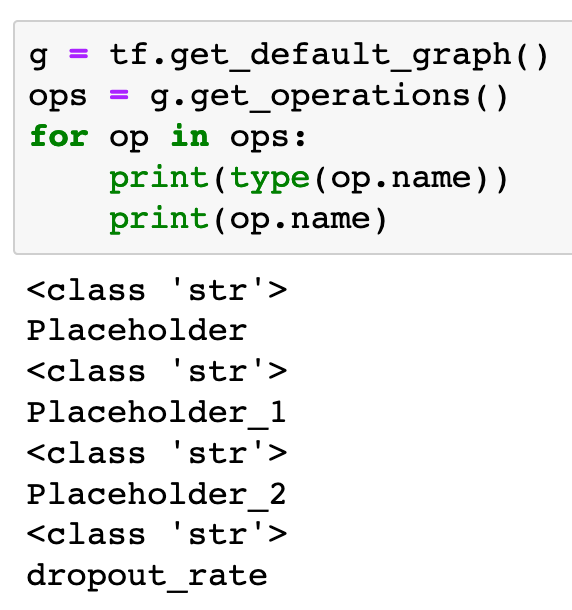 g = tf.get_default_graph()
ops = g.get_operations()
for op in ops:
    print(type(op.name))
    print(op.name)
<class 'str'>
Placeholder
<class 'str'>
Placeholder_1
<class 'str'>
Placeholder_2
<class 'str'>
dropout_rate